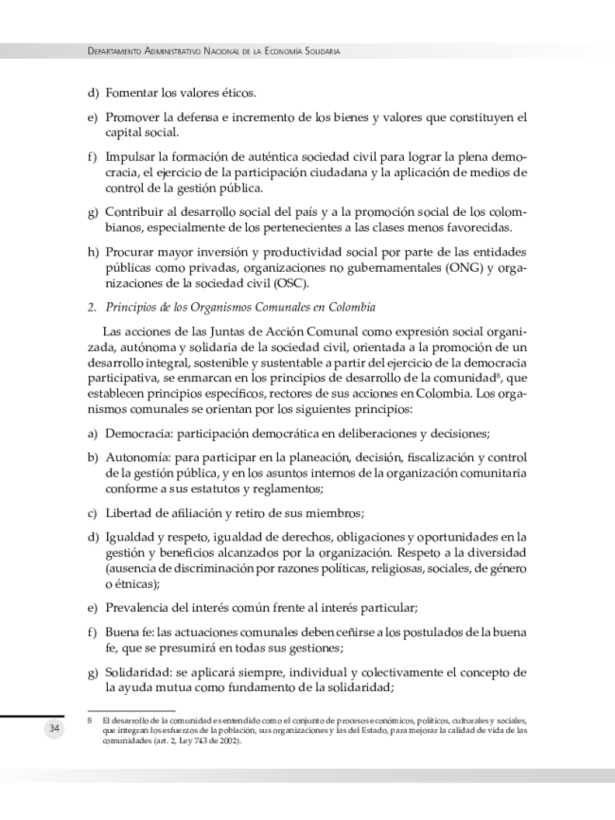 Departamento Administrativo Nacional de la Economía Solidaria
d) Fomentar los valores éticos.
e) Promover la defensa e incremento de los bienes y valores que constituyen el
capital social.
f) Impulsar la formación de auténtica sociedad civil para lograr la plena demo-
cracia, el ejercicio de la participación ciudadana y la aplicación de medios de
control de la gestión pública.
g) Contribuir al desarrollo social del país y a la promoción social de los colom-
bianos, especialmente de los pertenecientes a las clases menos favorecidas.
h) Procurar mayor inversión y productividad social por parte de las entidades
públicas como privadas, organizaciones no gubernamentales (ONG) y orga-
nizaciones de la sociedad civil (OSC).
2. Principios de los Organismos Comunales en Colombia
Las acciones de las Juntas de Acción Comunal como expresión social organi-
zada, autónoma y solidaria de la sociedad civil, orientada a la promoción de un
desarrollo integral, sostenible y sustentable a partir del ejercicio de la democracia
participativa, se enmarcan en los principios de desarrollo de la comunidad⁸, que
establecen principios específicos, rectores de sus acciones en Colombia. Los orga-
nismos comunales se orientan por los siguientes principios:
a) Democracia: participación democrática en deliberaciones y decisiones;
b) Autonomía: para participar en la planeación, decisión, fiscalización y control
de la gestión pública, y en los asuntos internos de la organización comunitaria
conforme a sus estatutos y reglamentos;
c) Libertad de afiliación y retiro de sus miembros;
d) Igualdad y respeto, igualdad de derechos, obligaciones y oportunidades en la
gestión y beneficios alcanzados por la organización. Respeto a la diversidad
(ausencia de discriminación por razones políticas, religiosas, sociales, de género
o étnicas);
e) Prevalencia del interés común frente al interés particular;
f) Buena fe: las actuaciones comunales deben ceñirse a los postulados de la buena
fe, que se presumirá en todas sus gestiones;
g) Solidaridad: se aplicará siempre, individual y colectivamente el concepto de
la ayuda mutua como fundamento de la solidaridad;
8 El desarrollo de la comunidad es entendido como el conjunto de procesos económicos, políticos, culturales y sociales,
que integran los esfuerzos de la población, sus organizaciones y las del Estado, para mejorar la calidad de vida de las
comunidades (art. 2, Ley 743 de 2002).
34